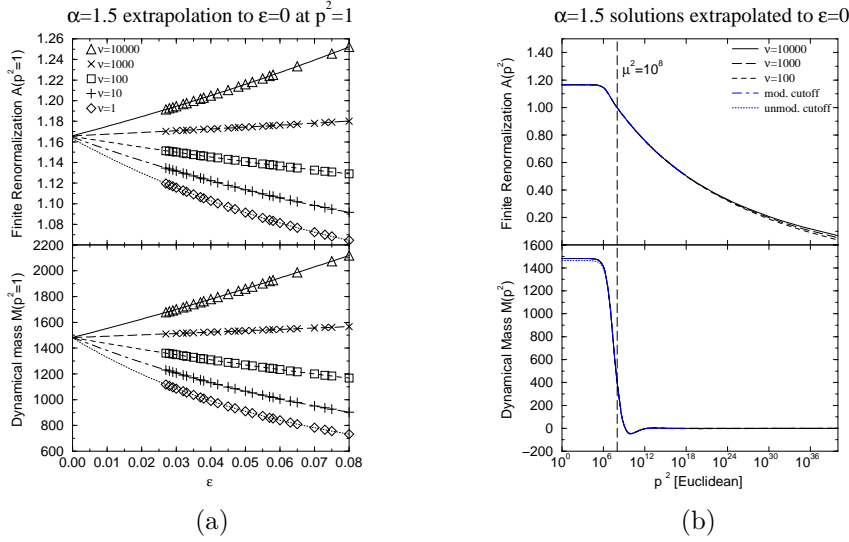 α=1.5 extrapolation to ε=0 at p²=1
Finite Renormalization A(p²=1)
1.26
1.24
1.22
1.20
1.18
1.16
1.14
1.12
1.10
1.08
ν=10000
ν=1000
ν=100
ν=10
ν=1
Dynamical mass M(p²=1)
2200
2000
1800
1600
1400
1200
1000
800
600
0.00 0.01 0.02 0.03 0.04 0.05 0.06 0.07 0.08
ε
(a)
α=1.5 solutions extrapolated to ε=0
Finite Renormalization A(p²)
1.40
1.20
1.00
0.80
0.60
0.40
0.20
μ²=10⁸
ν=10000
ν=1000
ν=100
mod. cutoff
unmod. cutoff
Dynamical Mass M(p²)
1600
1400
1200
1000
800
600
400
200
0
−200
10⁰ 10⁶ 10¹² 10¹⁸ 10²⁴ 10³⁰ 10³⁶
p² [Euclidean]
(b)